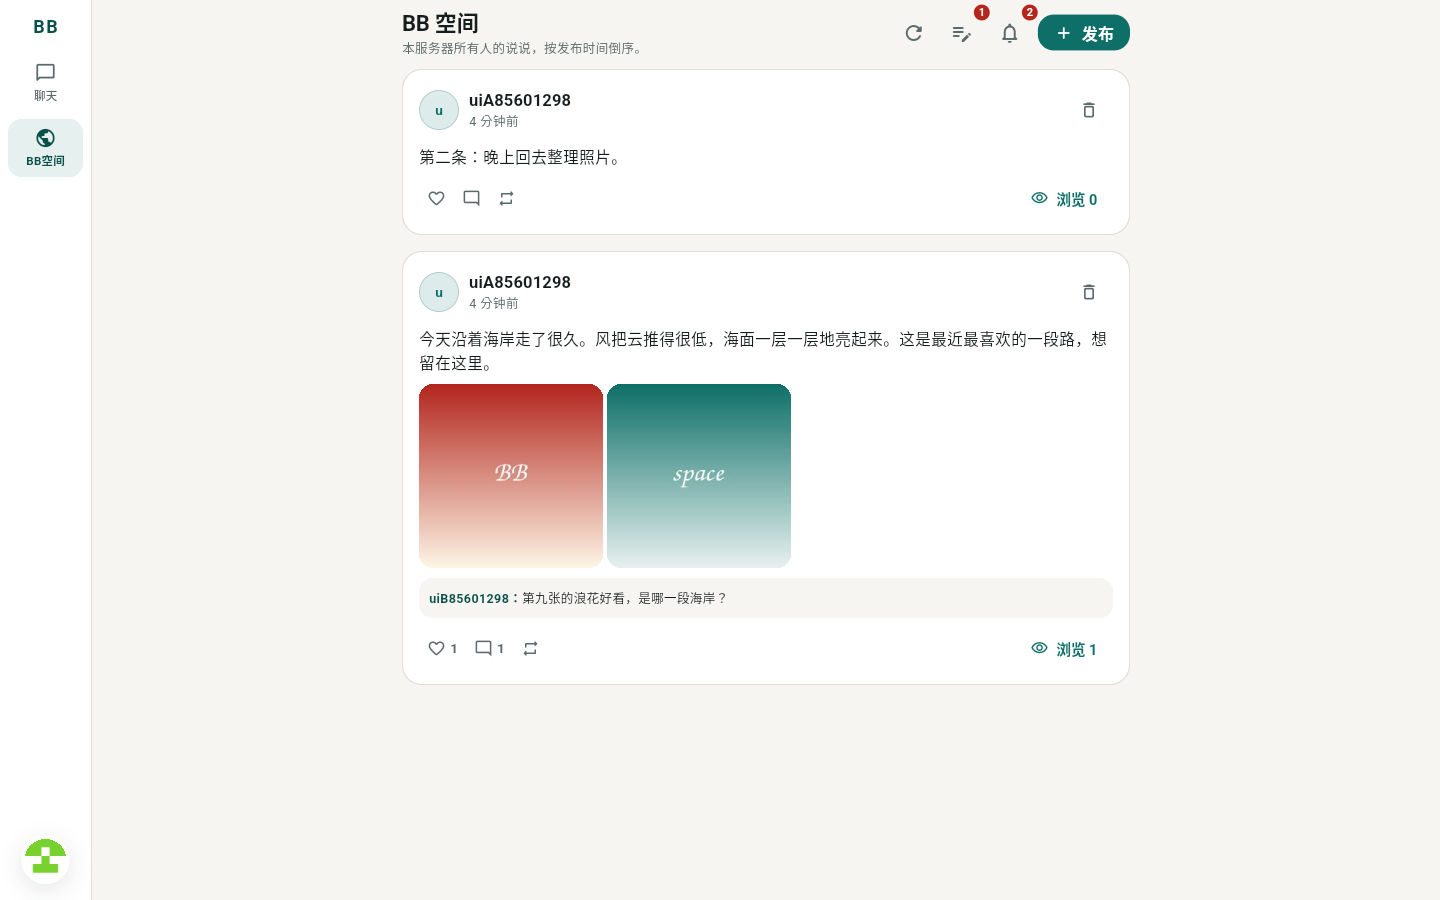 BB
聊天
BB空间
BB 空间
本服务器所有人的说说，按发布时间倒序。
1
2
发布
u
uiA85601298
4 分钟前
第二条：晚上回去整理照片。
浏览 0
u
uiA85601298
4 分钟前
今天沿着海岸走了很久。风把云推得很低，海面一层一层地亮起来。这是最近最喜欢的一段路，想
留在这里。
BB
space
uiB85601298：第九张的浪花好看，是哪一段海岸？
1
1
浏览 1